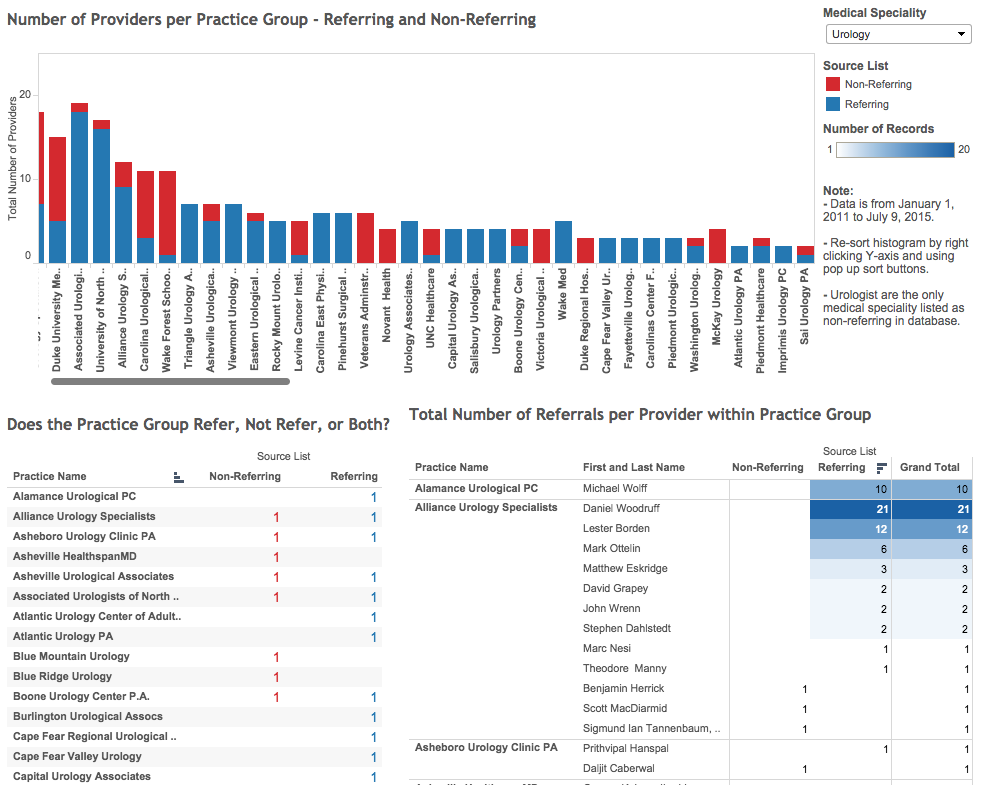 Number of Providers per Practice Group - Referring and Non-Referring
Total Number of Providers
20
10
0
Duke University Me..
Associated Urologi..
University of North ..
Alliance Urology S..
Carolina Urological..
Wake Forest Schoo..
Triangle Urology A..
Asheville Urologica..
Viewmont Urology ..
Eastern Urological ..
Rocky Mount Urolo..
Levine Cancer Insti..
Carolina East Physi..
Pinehurst Surgical ..
Veterans Adminstr..
Novant Health
Urology Associates..
UNC Healthcare
Capital Urology As..
Salisbury Urologica..
Urology Partners
Boone Urology Cen..
Victoria Urological ..
Wake Med
Duke Regional Hos..
Cape Fear Valley Ur..
Fayetteville Urolog..
Carolinas Center F..
Piedmont Urologic..
Washington Urolog..
McKay Urology
Atlantic Urology PA
Piedmont Healthcare
Imprimis Urology PC
Sai Urology PA
Medical Speciality
Urology
Source List
Non-Referring
Referring
Number of Records
1 20
Note:
- Data is from January 1,
2011 to July 9, 2015.
- Re-sort histogram by right
clicking Y-axis and using
pop up sort buttons.
- Urologist are the only
medical speciality listed as
non-referring in database.
Does the Practice Group Refer, Not Refer, or Both?
Source List
Practice Name Non-Referring Referring
Alamance Urological PC 1
Alliance Urology Specialists 1 1
Asheboro Urology Clinic PA 1 1
Asheville HealthspanMD 1
Asheville Urological Associates 1 1
Associated Urologists of North .. 1 1
Atlantic Urology Center of Adult.. 1
Atlantic Urology PA 1
Blue Mountain Urology 1
Blue Ridge Urology 1
Boone Urology Center P.A. 1 1
Burlington Urological Assocs 1
Cape Fear Regional Urological .. 1
Cape Fear Valley Urology 1
Capital Urology Associates 1
Total Number of Referrals per Provider within Practice Group
Source List
Practice Name First and Last Name Non-Referring Referring Grand Total
Alamance Urological PC Michael Wolff 10 10
Alliance Urology Specialists Daniel Woodruff 21 21
Lester Borden 12 12
Mark Ottelin 6 6
Matthew Eskridge 3 3
David Grapey 2 2
John Wrenn 2 2
Stephen Dahlstedt 2 2
Marc Nesi 1 1
Theodore Manny 1 1
Benjamin Herrick 1 1
Scott MacDiarmid 1 1
Sigmund Ian Tannenbaum, .. 1 1
Asheboro Urology Clinic PA Prithvipal Hanspal 1 1
Daljit Caberwal 1 1